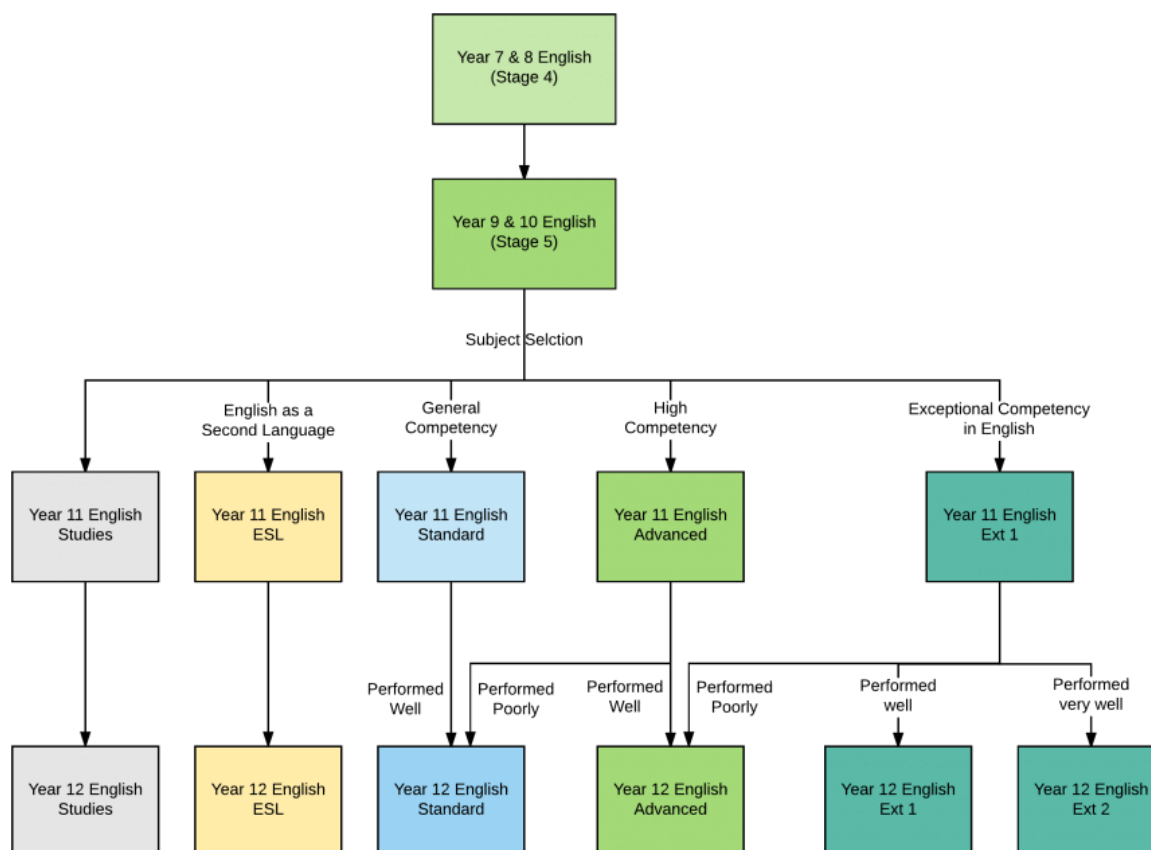 Year 7 & 8 English
(Stage 4)
Year 9 & 10 English
(Stage 5)
Subject Selction
English as a
Second Language
General
Competency
High
Competency
Exceptional Competency
in English
Year 11 English
Studies
Year 11 English
ESL
Year 11 English
Standard
Year 11 English
Advanced
Year 11 English
Ext 1
Performed
Well
Performed
Poorly
Performed
Well
Performed
Poorly
Performed
well
Performed
very well
Year 12 English
Studies
Year 12 English
ESL
Year 12 English
Standard
Year 12 English
Advanced
Year 12 English
Ext 1
Year 12 English
Ext 2